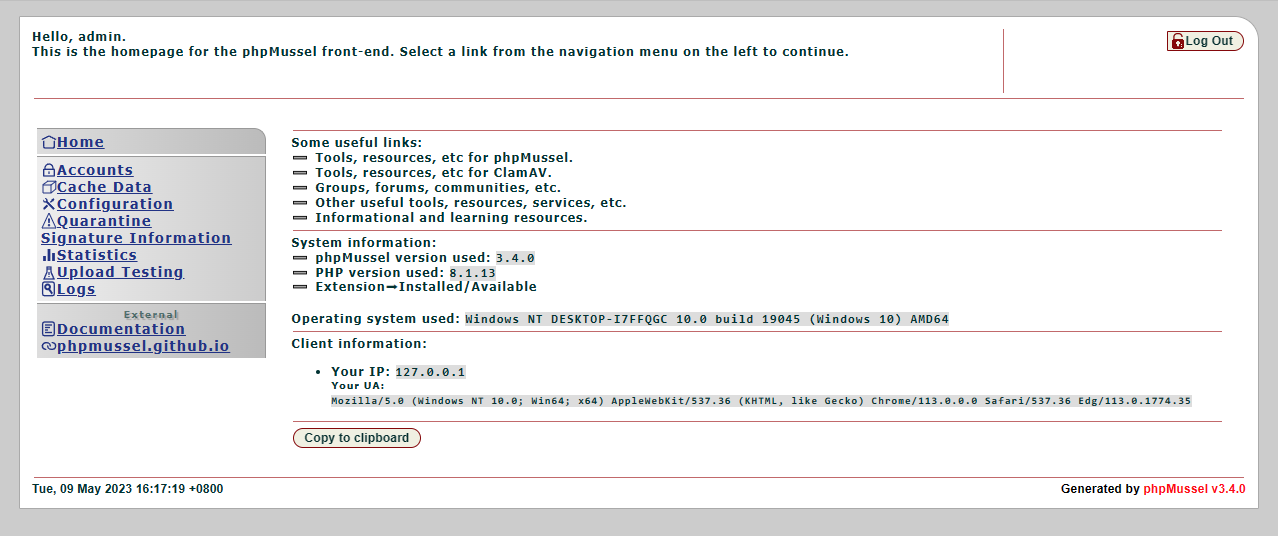 Hello, admin.
This is the homepage for the phpMussel front-end. Select a link from the navigation menu on the left to continue.
Log Out
Home
Accounts
Cache Data
Configuration
Quarantine
Signature Information
Statistics
Upload Testing
Logs
External
Documentation
phpmussel.github.io
Some useful links:
Tools, resources, etc for phpMussel.
Tools, resources, etc for ClamAV.
Groups, forums, communities, etc.
Other useful tools, resources, services, etc.
Informational and learning resources.
System information:
phpMussel version used: 3.4.0
PHP version used: 8.1.13
Extension➞Installed/Available
Operating system used: Windows NT DESKTOP-I7FFQGC 10.0 build 19045 (Windows 10) AMD64
Client information:
• Your IP: 127.0.0.1
Your UA:
Mozilla/5.0 (Windows NT 10.0; Win64; x64) AppleWebKit/537.36 (KHTML, like Gecko) Chrome/113.0.0.0 Safari/537.36 Edg/113.0.1774.35
Copy to clipboard
Tue, 09 May 2023 16:17:19 +0800
Generated by phpMussel v3.4.0